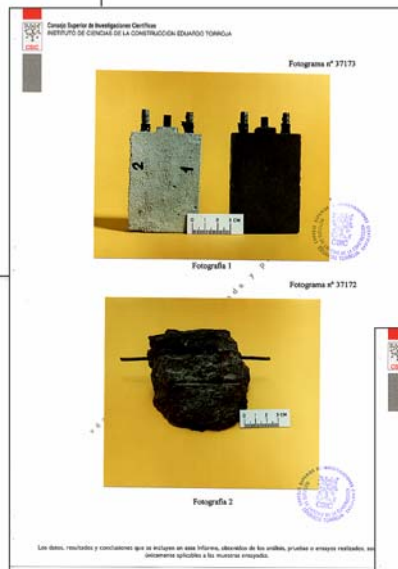 Consejo Superior de Investigaciones Científicas
INSTITUTO DE CIENCIAS DE LA CONSTRUCCIÓN EDUARDO TORROJA
CSIC
Fotograma nº 37173
2 1
Fotografía 1
Fotograma nº 37172
Fotografía 2
Los datos, resultados y conclusiones que se incluyen en este Informe, obtenidos de los análisis, pruebas o ensayos realizados, son
únicamente aplicables a las muestras ensayadas.